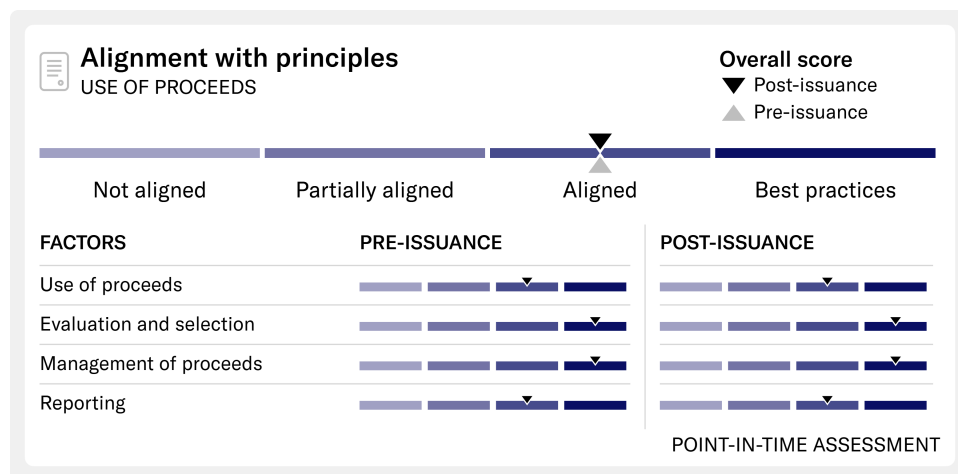 Alignment with principles
USE OF PROCEEDS
Overall score
Post-issuance
Pre-issuance
Not aligned
Partially aligned
Aligned
Best practices
FACTORS
PRE-ISSUANCE
POST-ISSUANCE
Use of proceeds
Evaluation and selection
Management of proceeds
Reporting
POINT-IN-TIME ASSESSMENT